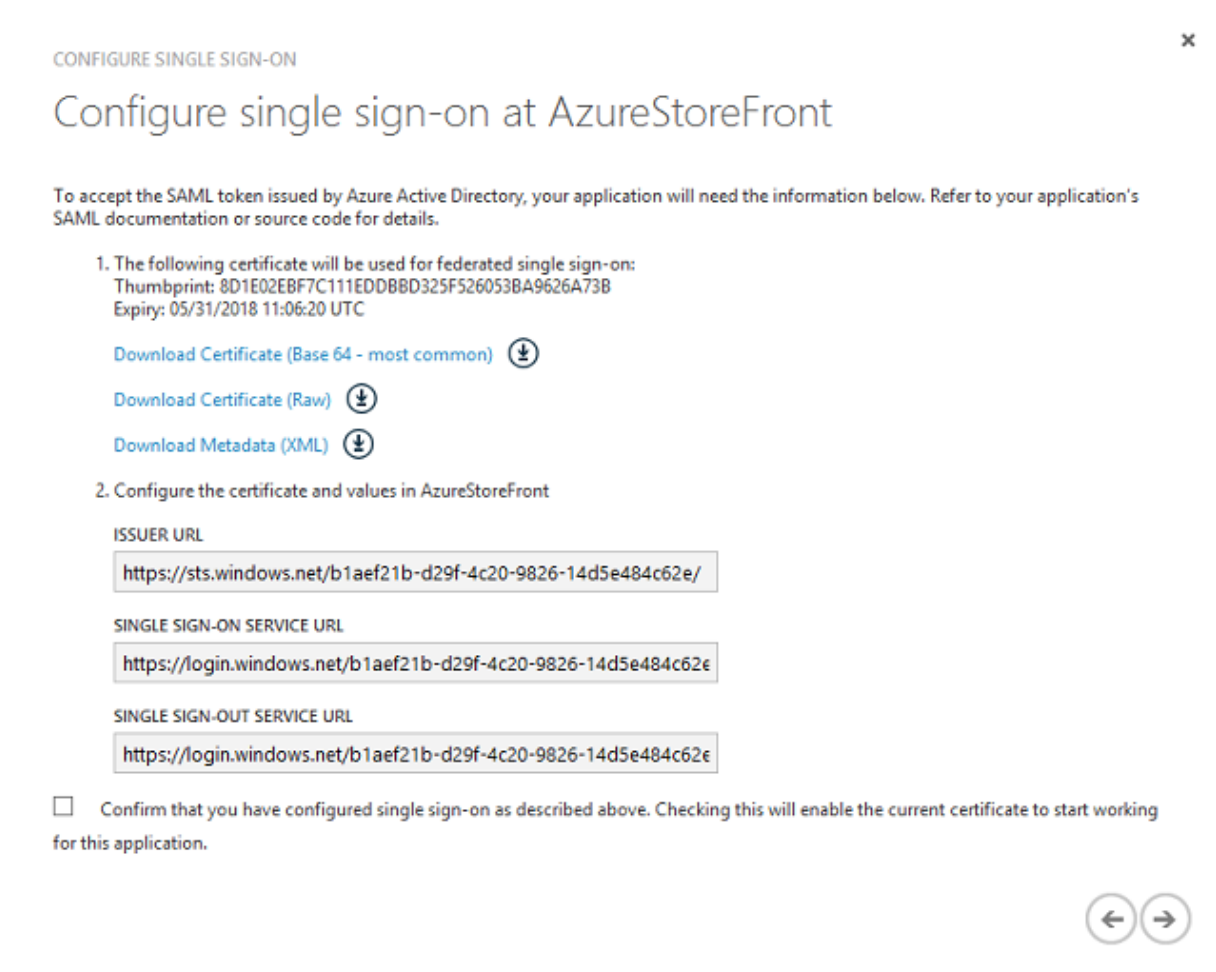 CONFIGURE SINGLE SIGN-ON
Configure single sign-on at AzureStoreFront
To accept the SAML token issued by Azure Active Directory, your application will need the information below. Refer to your application's
SAML documentation or source code for details.
1. The following certificate will be used for federated single sign-on:
Thumbprint: 8D1E02EBF7C111EDDBBD325F526053BA9626A73B
Expiry: 05/31/2018 11:06:20 UTC
Download Certificate (Base 64 - most common)
Download Certificate (Raw)
Download Metadata (XML)
2. Configure the certificate and values in AzureStoreFront
ISSUER URL
https://sts.windows.net/b1aef21b-d29f-4c20-9826-14d5e484c62e/
SINGLE SIGN-ON SERVICE URL
https://login.windows.net/b1aef21b-d29f-4c20-9826-14d5e484c62e
SINGLE SIGN-OUT SERVICE URL
https://login.windows.net/b1aef21b-d29f-4c20-9826-14d5e484c62e
Confirm that you have configured single sign-on as described above. Checking this will enable the current certificate to start working
for this application.